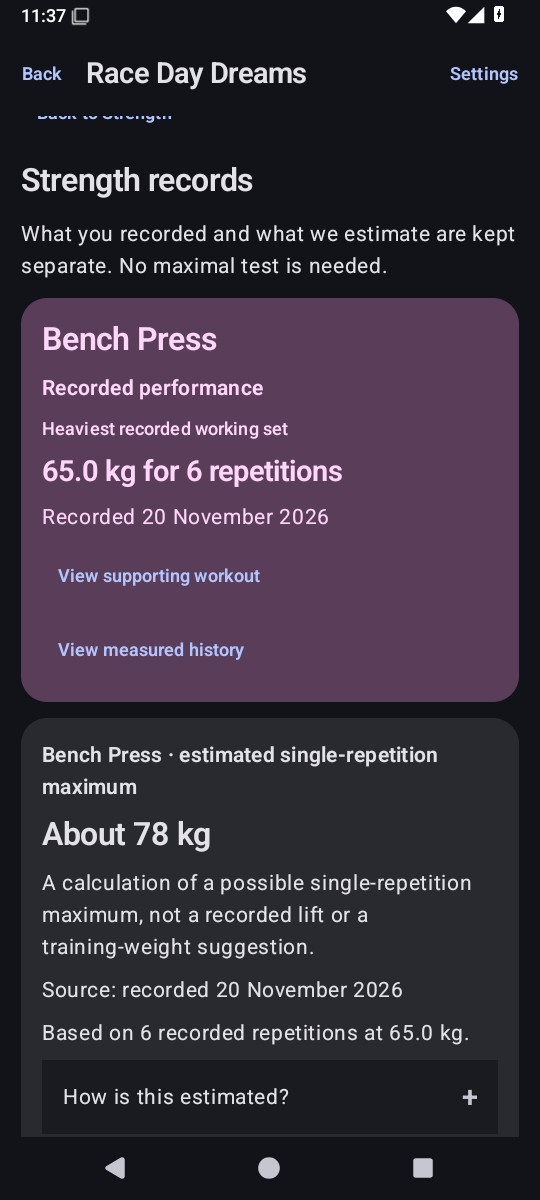 11:37
Back Race Day Dreams Settings
Back to Strength
Strength records
What you recorded and what we estimate are kept
separate. No maximal test is needed.
Bench Press
Recorded performance
Heaviest recorded working set
65.0 kg for 6 repetitions
Recorded 20 November 2026
View supporting workout
View measured history
Bench Press · estimated single-repetition
maximum
About 78 kg
A calculation of a possible single-repetition
maximum, not a recorded lift or a
training-weight suggestion.
Source: recorded 20 November 2026
Based on 6 recorded repetitions at 65.0 kg.
How is this estimated? +